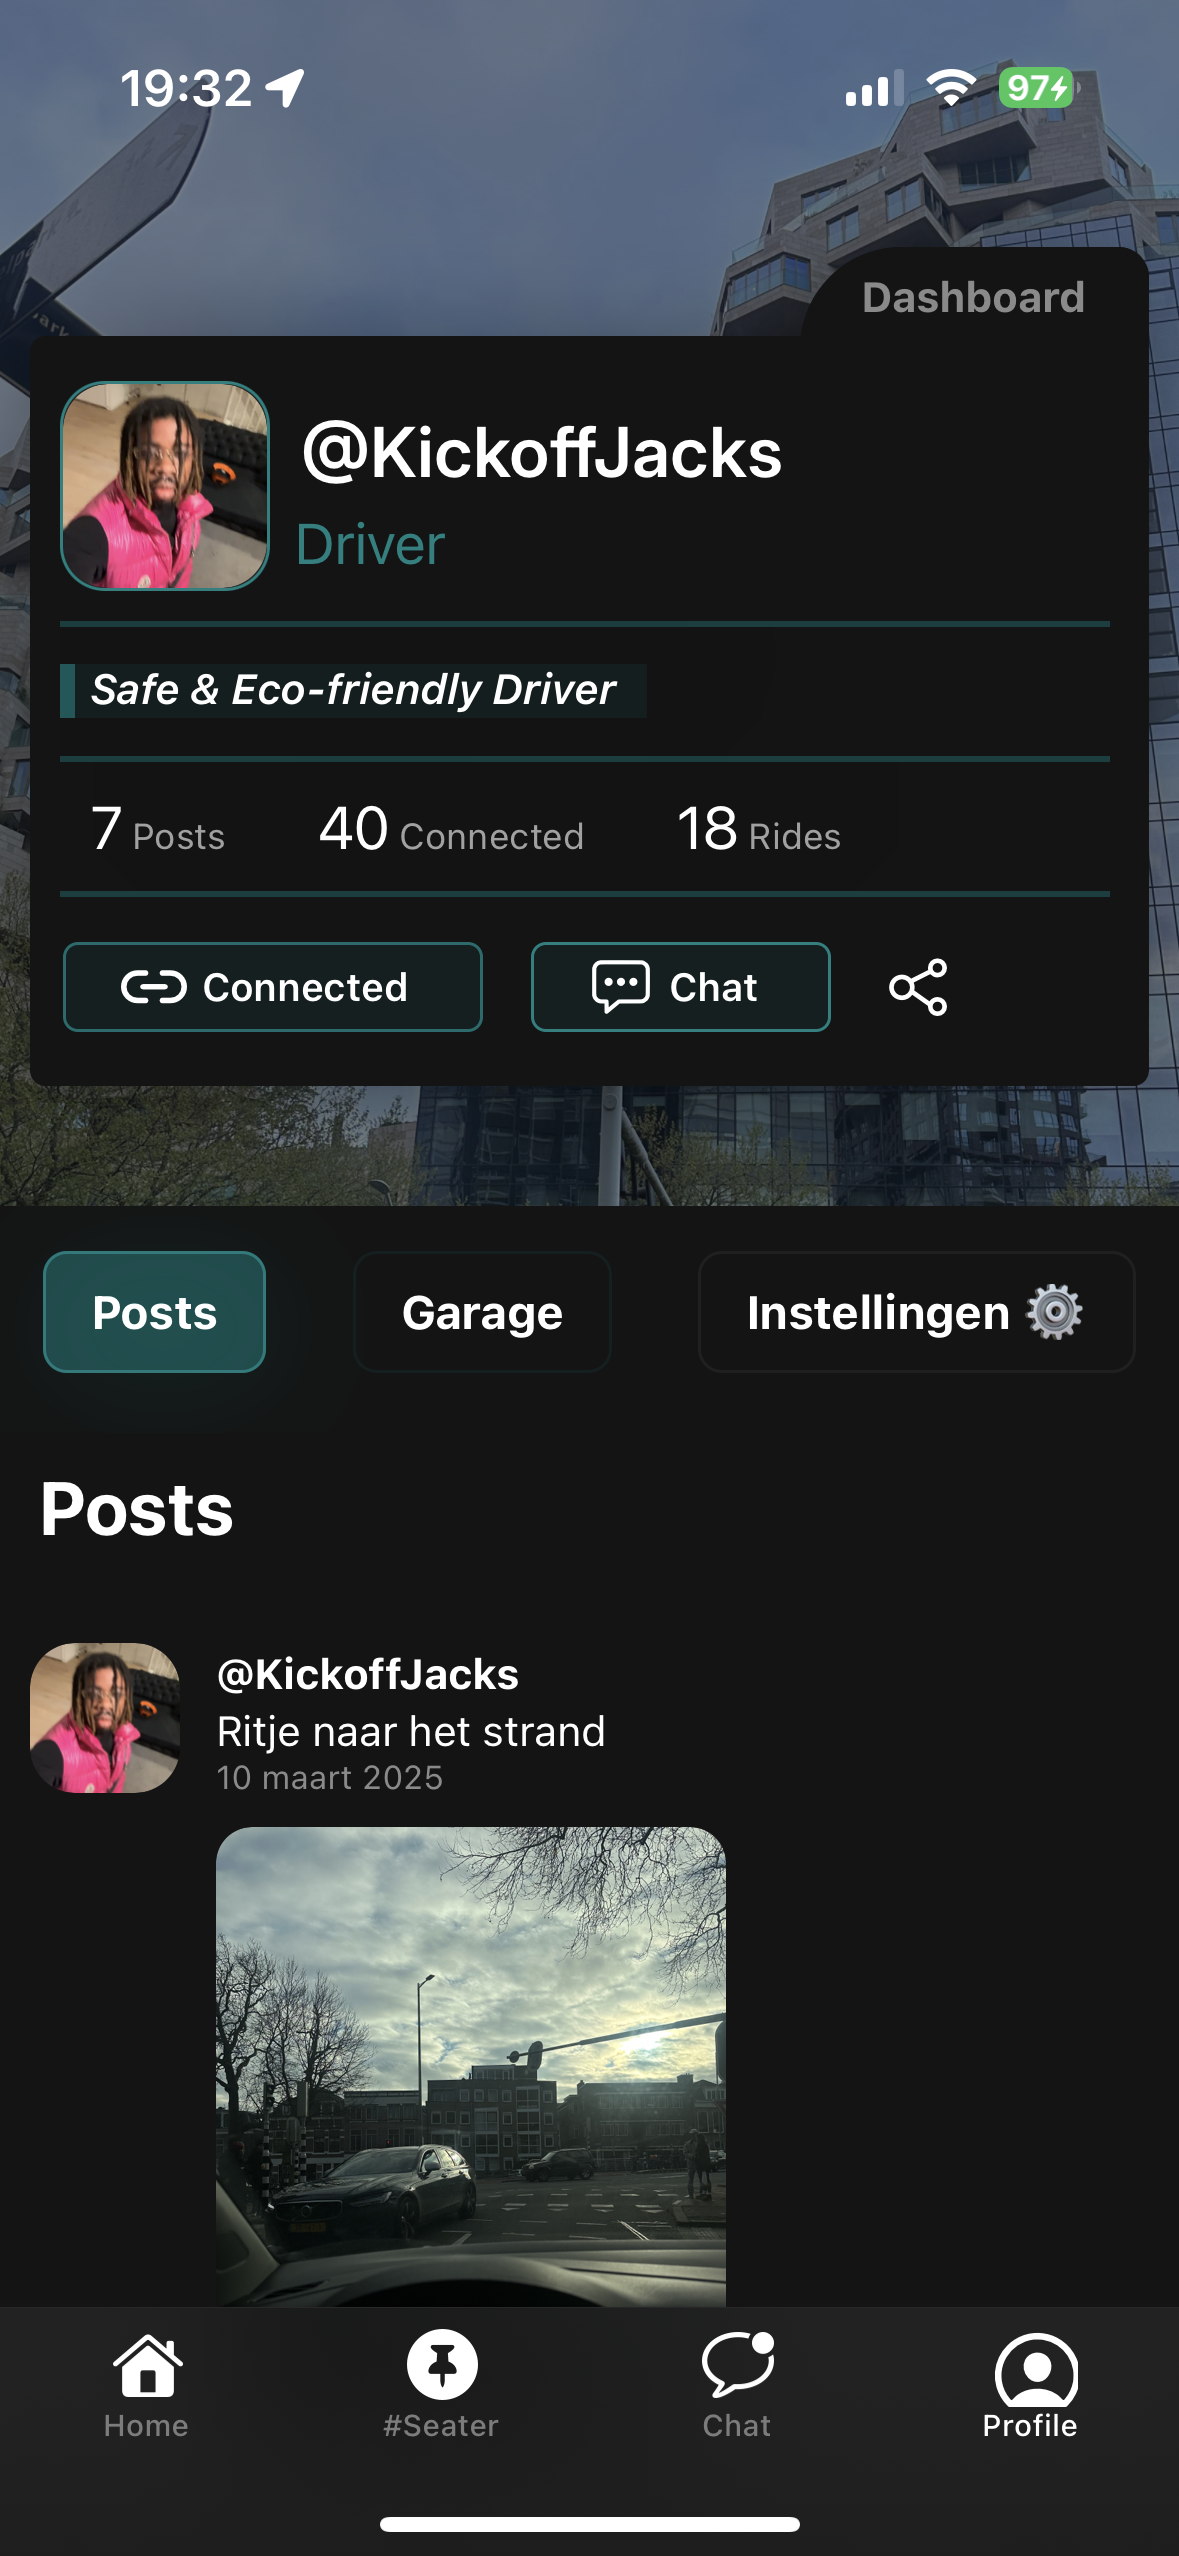 19:32
97
ark
Dashboard
@KickoffJacks
Driver
Safe & Eco-friendly Driver
7 Posts 40 Connected 18 Rides
Connected Chat
Posts Garage Instellingen
Posts
@KickoffJacks
Ritje naar het strand
10 maart 2025
Home #Seater Chat Profile